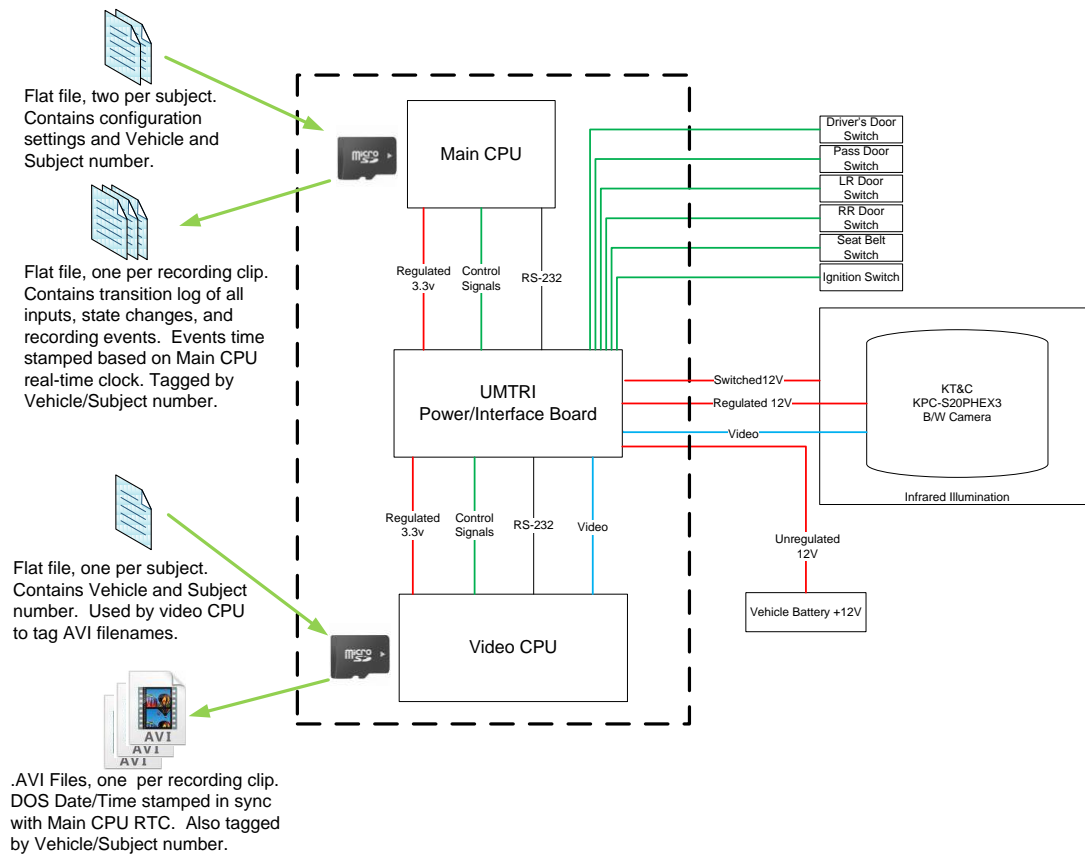 Flat file, two per subject.
Contains configuration
settings and Vehicle and
Subject number.
micro
SD
Main CPU
Driver's Door
Switch
Pass Door
Switch
LR Door
Switch
RR Door
Switch
Seat Belt
Switch
Ignition Switch
Flat file, one per recording clip.
Contains transition log of all
inputs, state changes, and
recording events.  Events time
stamped based on Main CPU
real-time clock. Tagged by
Vehicle/Subject number.
Regulated
3.3v
Control
Signals
RS-232
UMTRI
Power/Interface Board
Switched12V
Regulated 12V
Video
KT&C
KPC-S20PHEX3
B/W Camera
Infrared Illumination
Regulated
3.3v
Control
Signals
RS-232
Video
Unregulated
12V
Vehicle Battery +12V
Flat file, one per subject.
Contains Vehicle and Subject
number.  Used by video CPU
to tag AVI filenames.
micro
SD
Video CPU
AVI
AVI
AVI
.AVI Files, one  per recording clip.
DOS Date/Time stamped in sync
with Main CPU RTC.  Also tagged
by Vehicle/Subject number.